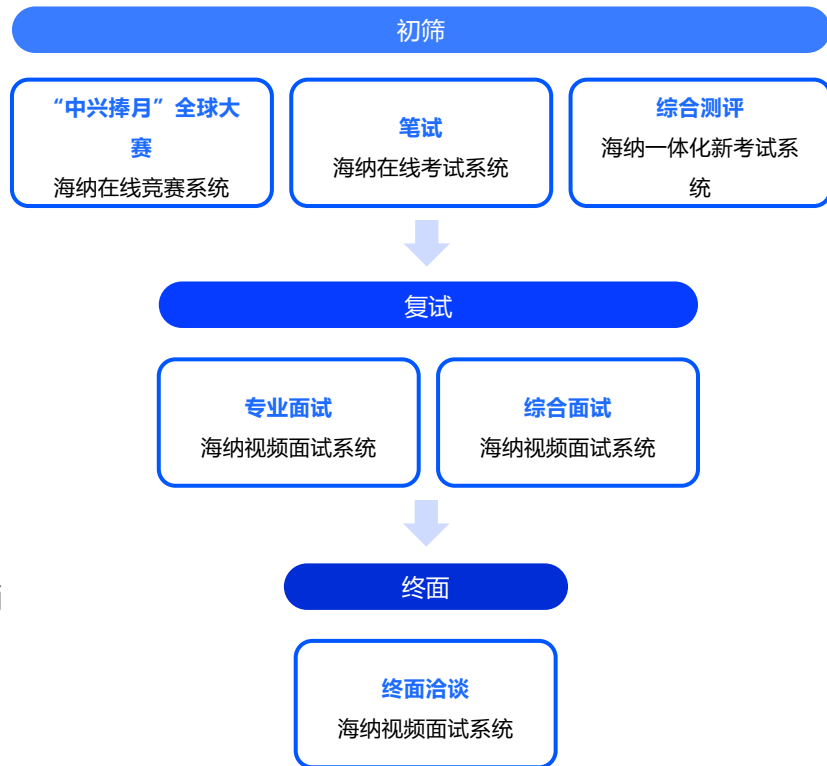 初筛
“中兴捧月”全球大
赛
海纳在线竞赛系统
笔试
海纳在线考试系统
综合测评
海纳一体化新考试系
统
复试
专业面试
海纳视频面试系统
综合面试
海纳视频面试系统
终面
终面洽谈
海纳视频面试系统